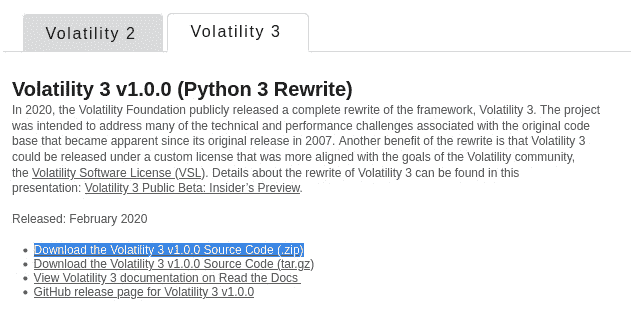 Volatility 2
Volatility 3
Volatility 3 v1.0.0 (Python 3 Rewrite)
In 2020, the Volatility Foundation publicly released a complete rewrite of the framework, Volatility 3. The project
was intended to address many of the technical and performance challenges associated with the original code
base that became apparent since its original release in 2007. Another benefit of the rewrite is that Volatility 3
could be released under a custom license that was more aligned with the goals of the Volatility community,
the Volatility Software License (VSL). Details about the rewrite of Volatility 3 can be found in this
presentation: Volatility 3 Public Beta: Insider’s Preview.
Released: February 2020
Download the Volatility 3 v1.0.0 Source Code (.zip)
Download the Volatility 3 v1.0.0 Source Code (tar.gz)
View Volatility 3 documentation on Read the Docs
GitHub release page for Volatility 3 v1.0.0